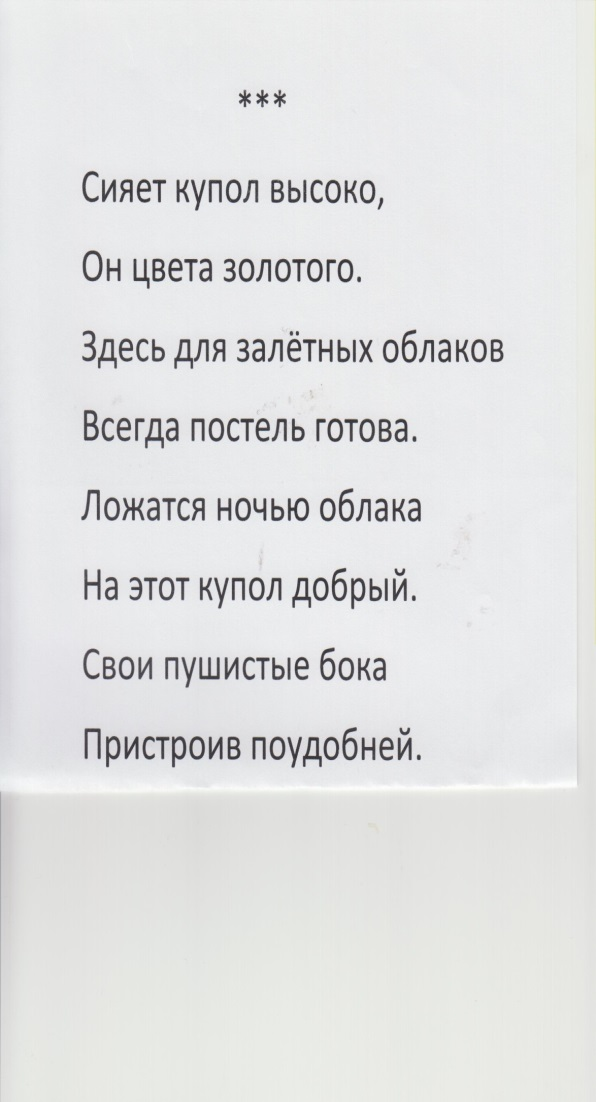 ***
Сияет купол высоко,
Он цвета золотого.
Здесь для залётных облаков
Всегда постель готова.
Ложатся ночью облака
На этот купол добрый.
Свои пушистые бока
Пристроив поудобней.